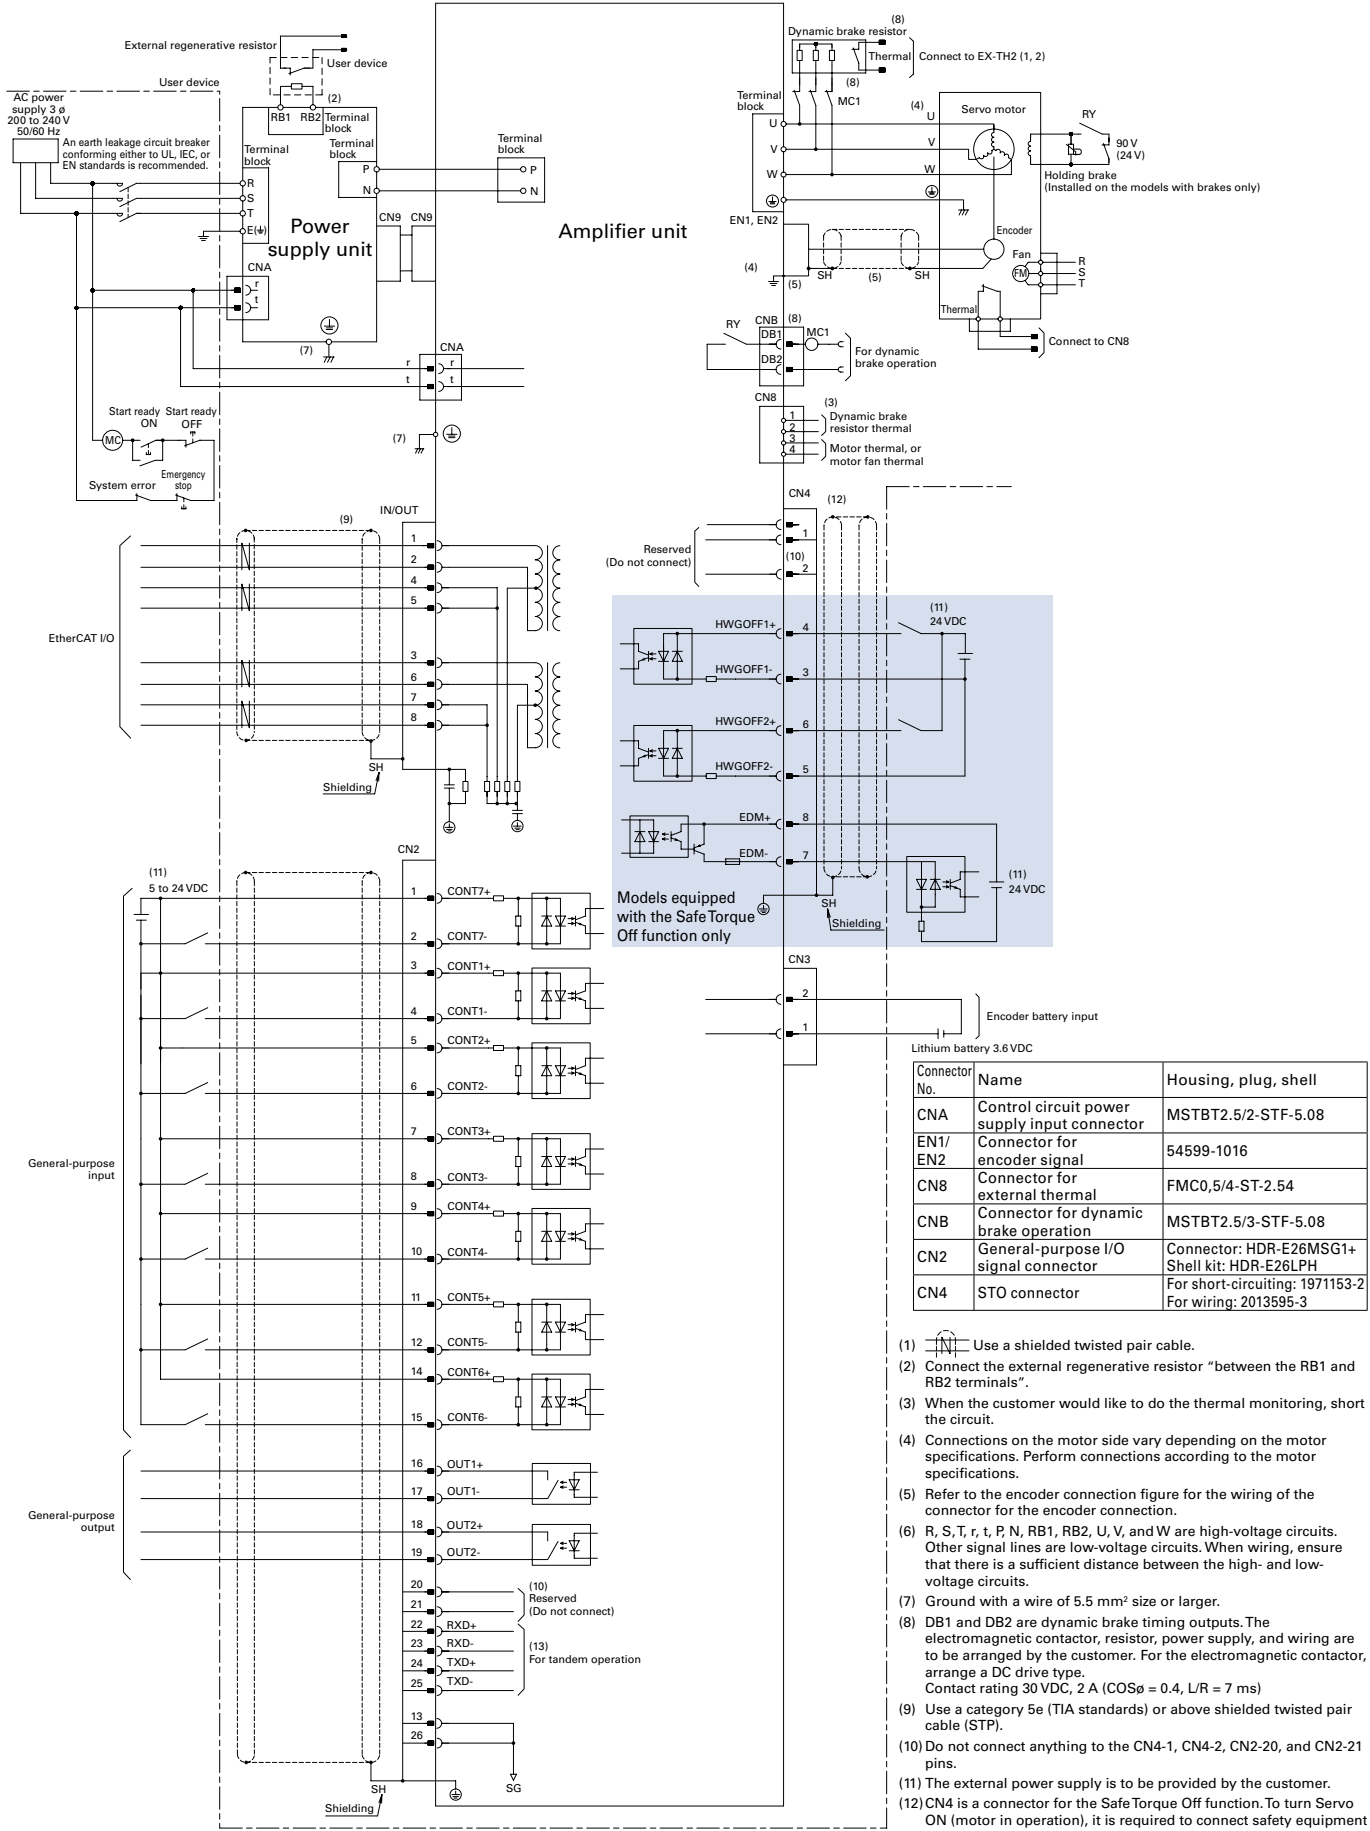 External regenerative resistor
User device
User device
AC power
supply 3 ø
200 to 240 V
50/60 Hz
An earth leakage circuit breaker
conforming either to UL, IEC, or
EN standards is recommended.
(2)
RB1 RB2 Terminal
block
Terminal
block
R
S
T
E(⏚)
Terminal
block
P
N
Terminal
block
P
N
Power
supply unit
CN9 CN9
CNA
r
t
(7)
CNA
r r
t t
(7)
Amplifier unit
Start ready
ON
Start ready
OFF
MC
System error
Emergency
stop
(8)
Dynamic brake resistor
Thermal
Connect to EX-TH2 (1, 2)
(8)
MC1
Terminal
block
U
V
W
(4)
U
V
W
Servo motor
RY
90 V
(24 V)
Holding brake
(Installed on the models with brakes only)
EN1, EN2
(4)
(5)
SH
(5)
SH
Encoder
Fan
FM
R
S
T
Thermal
Connect to CN8
RY
CNB
(8)
DB1
MC1
DB2
For dynamic
brake operation
CN8
(3)
1
2
3
4
Dynamic brake
resistor thermal
Motor thermal, or
motor fan thermal
CN4
(12)
1
(10)
2
Reserved
(Do not connect)
(9)
IN/OUT
1
2
4
5
3
6
7
8
EtherCAT I/O
SH
Shielding
HWGOFF1+ 4
HWGOFF1- 3
HWGOFF2+ 6
HWGOFF2- 5
EDM+ 8
EDM- 7
(11)
24 VDC
(11)
24 VDC
Models equipped
with the Safe Torque
Off function only
SH
Shielding
CN3
2
1
Encoder battery input
Lithium battery 3.6 VDC
CN2
(11)
5 to 24 VDC
1 CONT7+
2 CONT7-
3 CONT1+
4 CONT1-
5 CONT2+
6 CONT2-
7 CONT3+
8 CONT3-
9 CONT4+
10 CONT4-
11 CONT5+
12 CONT5-
14 CONT6+
15 CONT6-
General-purpose
input
16 OUT1+
17 OUT1-
18 OUT2+
19 OUT2-
General-purpose
output
20
21
(10)
Reserved
(Do not connect)
22 RXD+
23 RXD-
24 TXD+
25 TXD-
(13)
For tandem operation
13
26
SG
SH
Shielding
Connector No. Name Housing, plug, shell
CNA Control circuit power supply input connector MSTBT2.5/2-STF-5.08
EN1/EN2 Connector for encoder signal 54599-1016
CN8 Connector for external thermal FMC0,5/4-ST-2.54
CNB Connector for dynamic brake operation MSTBT2.5/3-STF-5.08
CN2 General-purpose I/O signal connector Connector: HDR-E26MSG1+ Shell kit: HDR-E26LPH
CN4 STO connector For short-circuiting: 1971153-2 For wiring: 2013595-3
(1) Use a shielded twisted pair cable.
(2) Connect the external regenerative resistor “between the RB1 and
RB2 terminals”.
(3) When the customer would like to do the thermal monitoring, short
the circuit.
(4) Connections on the motor side vary depending on the motor
specifications. Perform connections according to the motor
specifications.
(5) Refer to the encoder connection figure for the wiring of the
connector for the encoder connection.
(6) R, S, T, r, t, P, N, RB1, RB2, U, V, and W are high-voltage circuits.
Other signal lines are low-voltage circuits. When wiring, ensure
that there is a sufficient distance between the high- and low-
voltage circuits.
(7) Ground with a wire of 5.5 mm² size or larger.
(8) DB1 and DB2 are dynamic brake timing outputs. The
electromagnetic contactor, resistor, power supply, and wiring are
to be arranged by the customer. For the electromagnetic contactor,
arrange a DC drive type.
Contact rating 30 VDC, 2 A (COSø = 0.4, L/R = 7 ms)
(9) Use a category 5e (TIA standards) or above shielded twisted pair
cable (STP).
(10) Do not connect anything to the CN4-1, CN4-2, CN2-20, and CN2-21
pins.
(11) The external power supply is to be provided by the customer.
(12) CN4 is a connector for the Safe Torque Off function. To turn Servo
ON (motor in operation), it is required to connect safety equipment